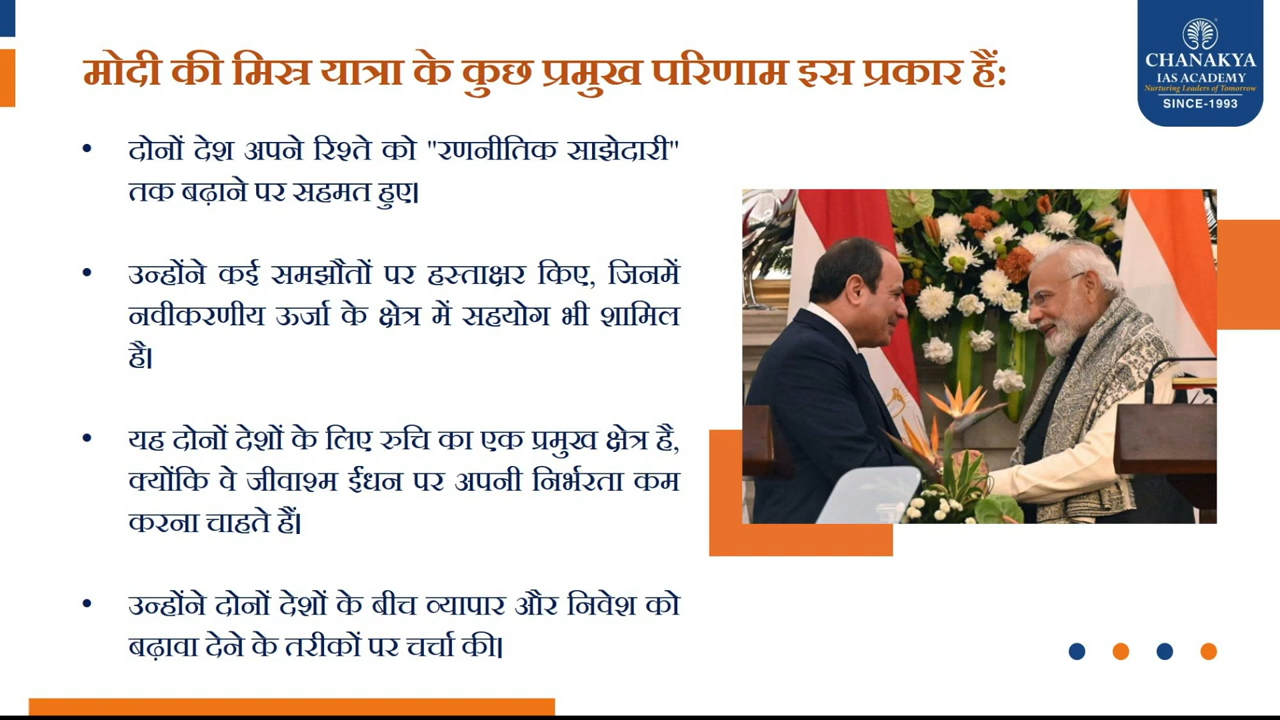 मोदी की मिस्र यात्रा के कुछ प्रमुख परिणाम इस प्रकार हैं:
CHANAKYA
IAS ACADEMY
Nurturing Leaders of Tomorrow
SINCE-1993
• दोनों देश अपने रिश्ते को "रणनीतिक साझेदारी"
तक बढ़ाने पर सहमत हुए।
• उन्होंने कई समझौतों पर हस्ताक्षर किए, जिनमें
नवीकरणीय ऊर्जा के क्षेत्र में सहयोग भी शामिल
है।
• यह दोनों देशों के लिए रुचि का एक प्रमुख क्षेत्र है,
क्योंकि वे जीवाश्म ईंधन पर अपनी निर्भरता कम
करना चाहते हैं।
• उन्होंने दोनों देशों के बीच व्यापार और निवेश को
बढ़ावा देने के तरीकों पर चर्चा की।